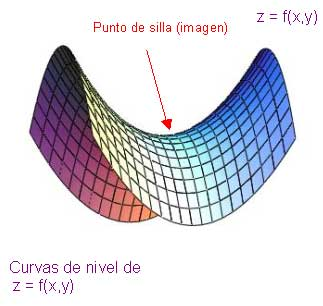 z = f(x,y)
Punto de silla (imagen)
Curvas de nivel de
z = f(x,y)